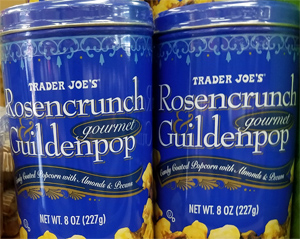 TRADER JOE'S
Rosencrunch
& gourmet
Guildenpop
Candy Coated Popcorn with Almonds & Pecans
NET WT. 8 OZ (227g)
TRADER JOE'S
Rosencrunch
& gourmet
Guildenpop
Candy Coated Popcorn with Almonds & Pecans
NET WT. 8 OZ (227g)